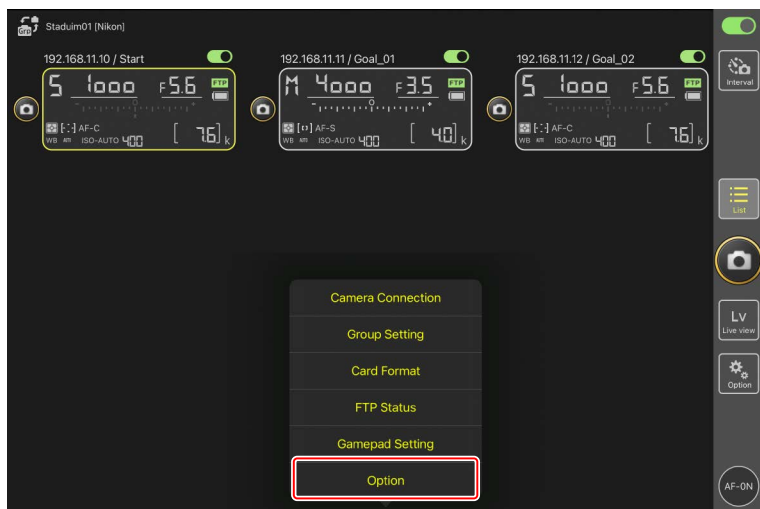 Grp
Staduim01 [Nikon]
192.168.11.10 / Start
S 1000 F5.6 FTP
- +
[ ] AF-C
WB ISO-AUTO 400 [ 7.6] k
192.168.11.11 / Goal_01
M 4000 F3.5 FTP
- +
[ ] AF-S
WB ISO-AUTO 400 [ 4.0] k
192.168.11.12 / Goal_02
S 1000 F5.6 FTP
- +
[ ] AF-C
WB ISO-AUTO 400 [ 7.6] k
Interval
List
Lv
Live view
Option
AF-ON
Camera Connection
Group Setting
Card Format
FTP Status
Gamepad Setting
Option